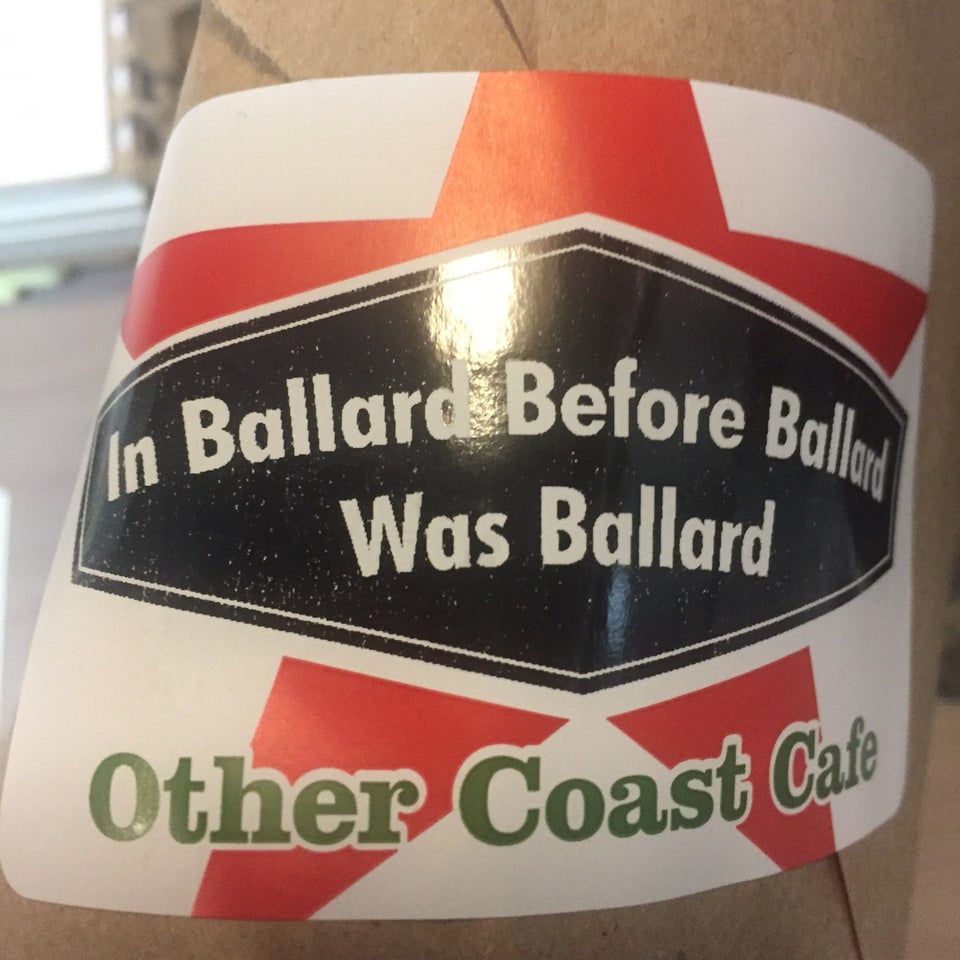 In Ballard Before Ballard
Was Ballard
Other Coast Cafe